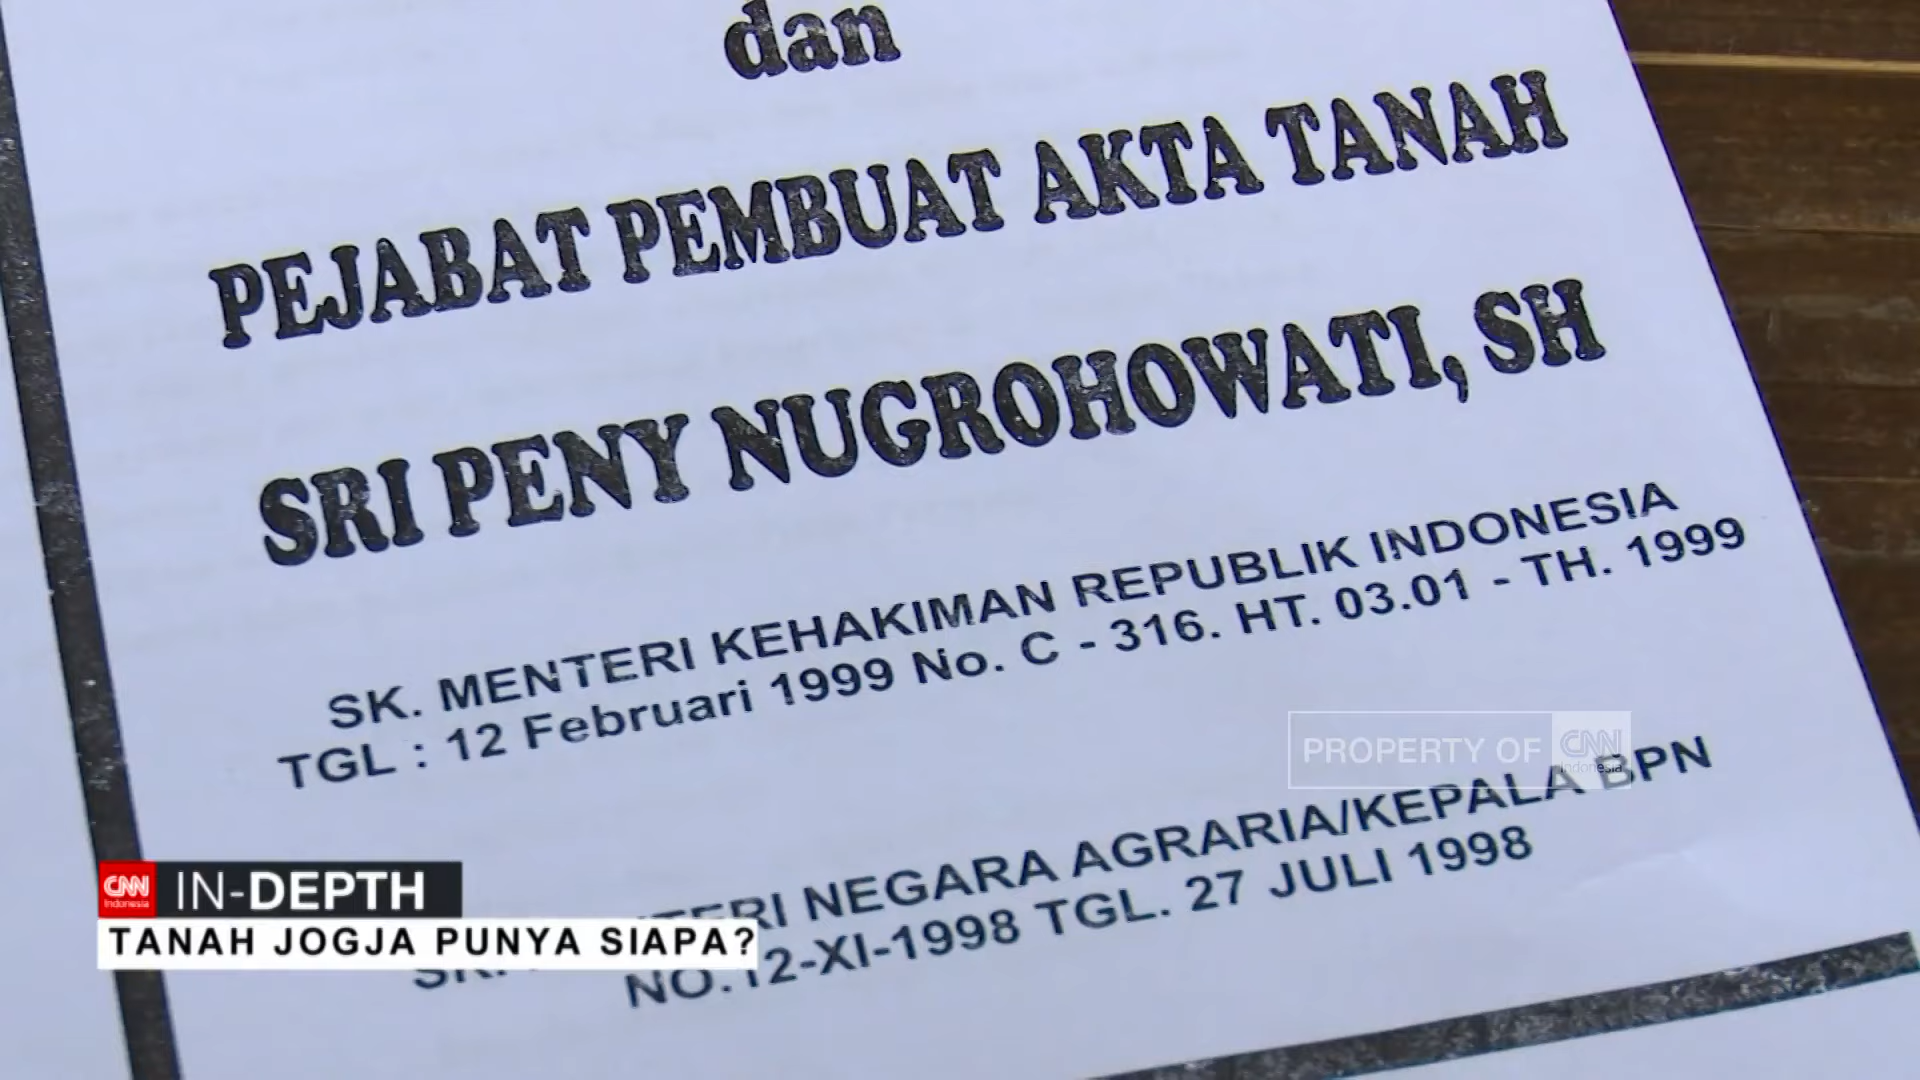 dan
PEJABAT PEMBUAT AKTA TANAH
SRI PENY NUGROHOWATI, SH
SK. MENTERI KEHAKIMAN REPUBLIK INDONESIA
TGL : 12 Februari 1999 No. C - 316. HT. 03.01 - TH. 1999
PROPERTY OF CNN Indonesia
NEGARA AGRARIA/KEPALA BPN
NO.12-XI-1998 TGL. 27 JULI 1998
CNN Indonesia IN-DEPTH
TANAH JOGJA PUNYA SIAPA?